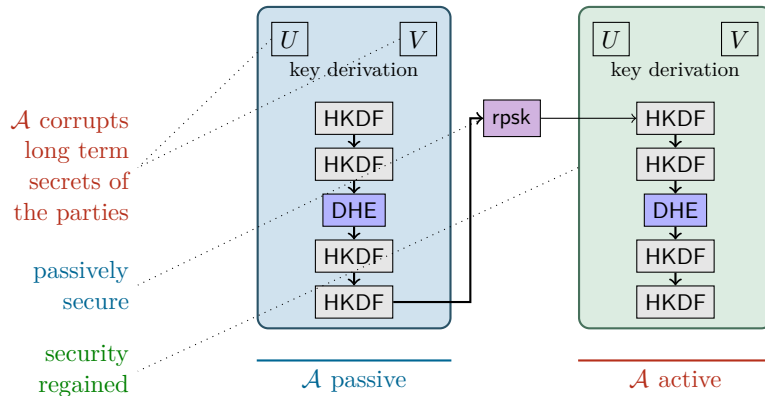 U V
key derivation
HKDF
HKDF
DHE
HKDF
HKDF
rpsk
U V
key derivation
HKDF
HKDF
DHE
HKDF
HKDF
𝒜 corrupts
long term
secrets of
the parties
passively
secure
security
regained
𝒜 passive
𝒜 active